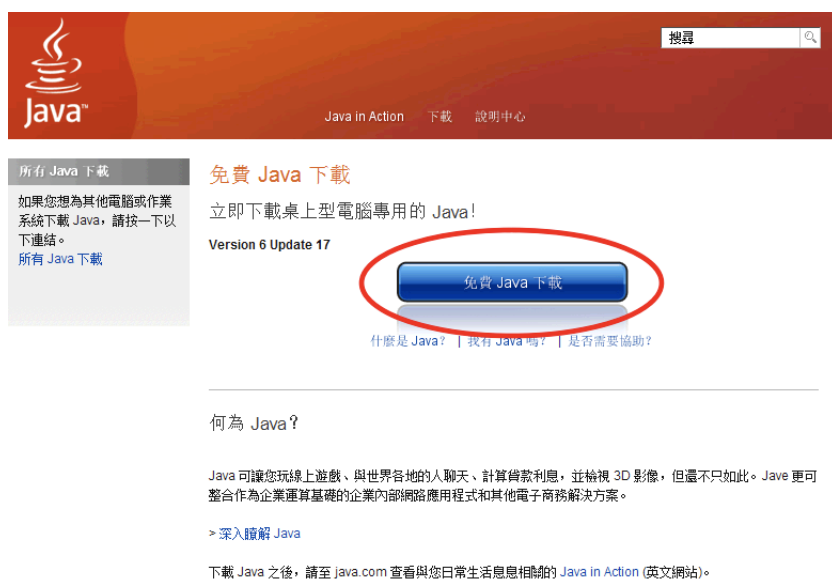 搜尋
Java™
Java in Action 下載 說明中心
所有 Java 下載
如果您想為其他電腦或作業
系統下載 Java，請按一下以
下連結。
所有 Java 下載
免費 Java 下載
立即下載桌上型電腦專用的 Java!
Version 6 Update 17
免費 Java 下載
什麼是 Java? | 我有 Java 嗎? | 是否需要協助?
何為 Java?
Java 可讓您玩線上遊戲、與世界各地的人聊天、計算貸款利息，並檢視 3D 影像，但還不只如此。Jave 更可
整合作為企業運算基礎的企業內部網路應用程式和其他電子商務解決方案。
> 深入瞭解 Java
下載 Java 之後，請至 java.com 查看與您日常生活息息相關的 Java in Action (英文網站)。